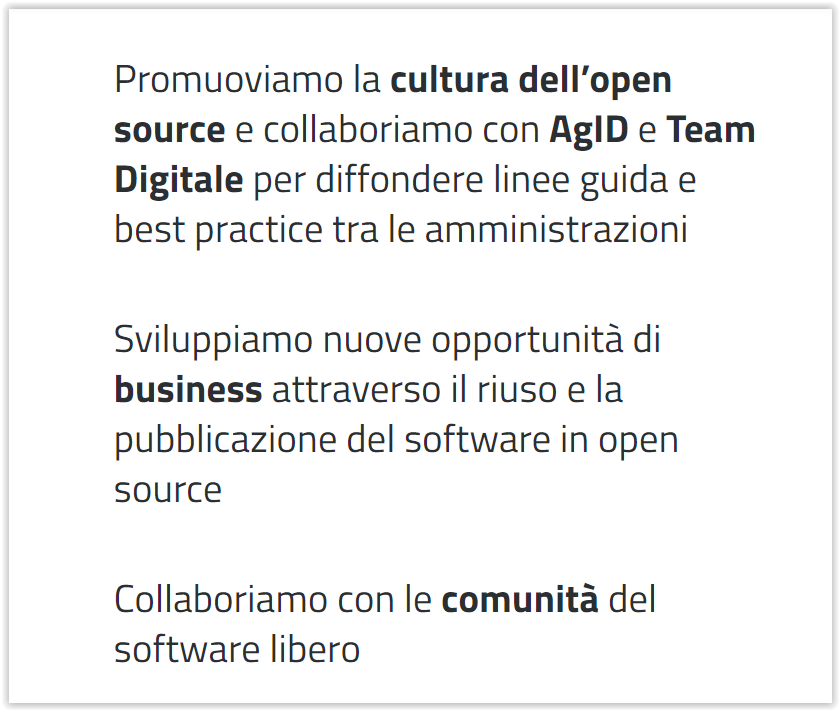 Promuoviamo la cultura dell’open
source e collaboriamo con AgID e Team
Digitale per diffondere linee guida e
best practice tra le amministrazioni
Sviluppiamo nuove opportunità di
business attraverso il riuso e la
pubblicazione del software in open
source
Collaboriamo con le comunità del
software libero